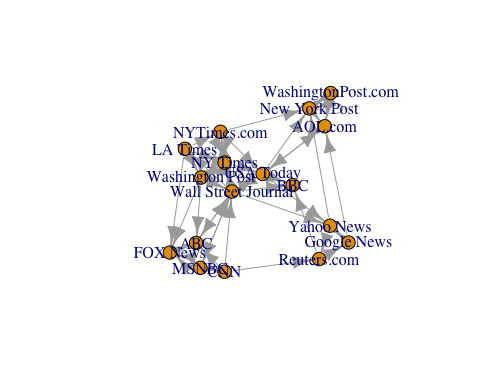 WashingtonPost.com
New York Post
AOL.com
NYTimes.com
LA Times
NY Times
USA Today
Washington Post
BBC
Wall Street Journal
Yahoo News
ABC
Google News
FOX News
Reuters.com
MSNBC
CNN